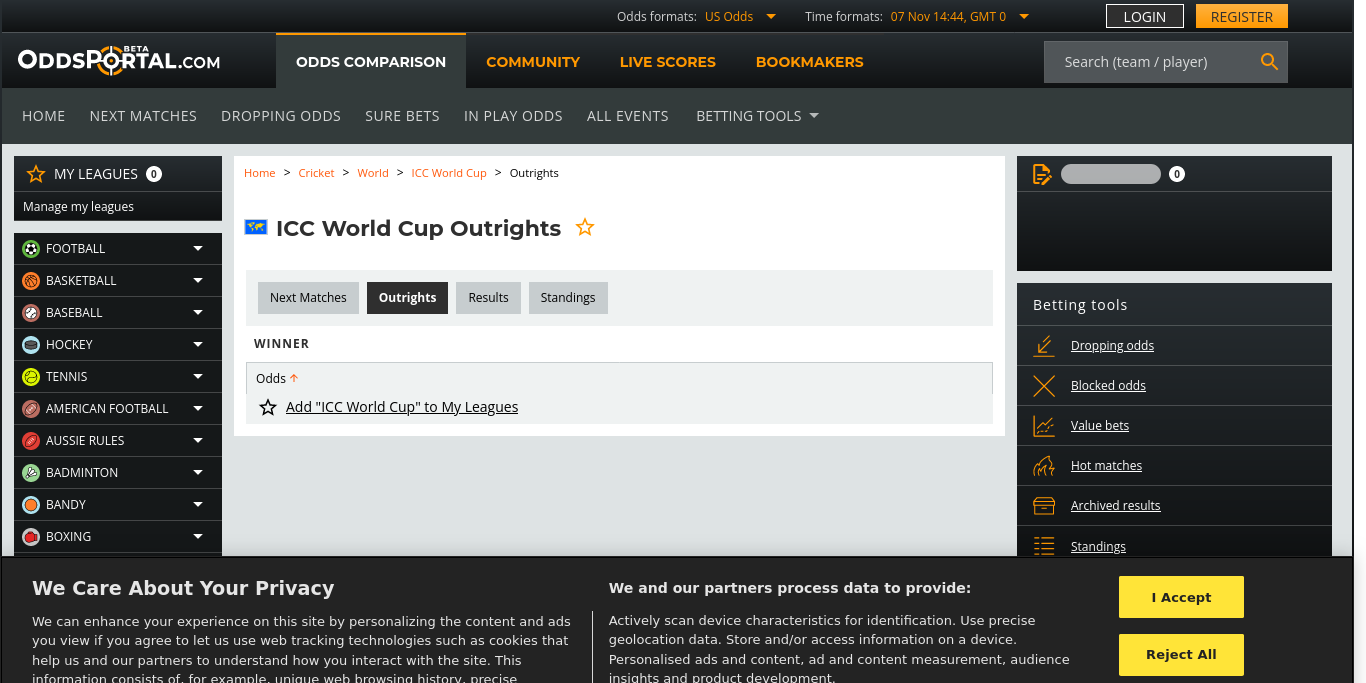 Odds formats: US Odds Time formats: 07 Nov 14:44, GMT 0 LOGIN REGISTER
ODDSPORTAL.COM BETA
ODDS COMPARISON COMMUNITY LIVE SCORES BOOKMAKERS Search (team / player)
HOME NEXT MATCHES DROPPING ODDS SURE BETS IN PLAY ODDS ALL EVENTS BETTING TOOLS
MY LEAGUES 0
Manage my leagues
FOOTBALL
BASKETBALL
BASEBALL
HOCKEY
TENNIS
AMERICAN FOOTBALL
AUSSIE RULES
BADMINTON
BANDY
BOXING
Home > Cricket > World > ICC World Cup > Outrights
ICC World Cup Outrights
Next Matches Outrights Results Standings
WINNER
Odds
Add "ICC World Cup" to My Leagues
0
Betting tools
Dropping odds
Blocked odds
Value bets
Hot matches
Archived results
Standings
We Care About Your Privacy
We can enhance your experience on this site by personalizing the content and ads
you view if you agree to let us use web tracking technologies such as cookies that
help us and our partners to understand how you interact with the site. This
information consists of, for example, unique web browsing history, precise
We and our partners process data to provide:
Actively scan device characteristics for identification. Use precise
geolocation data. Store and/or access information on a device.
Personalised ads and content, ad and content measurement, audience
insights and product development.
I Accept
Reject All